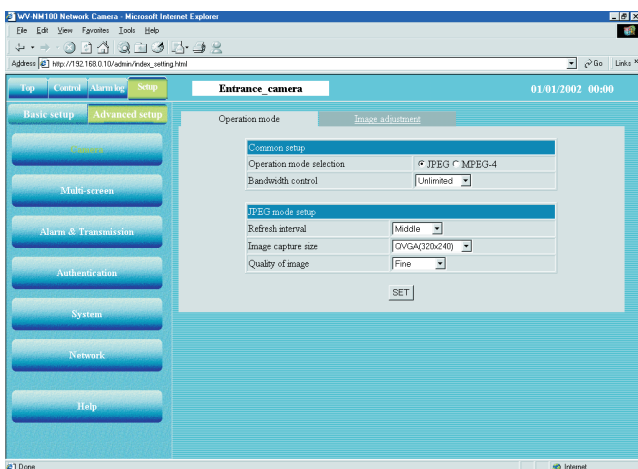 WV-NM100 Network Camera - Microsoft Internet Explorer
File Edit View Favorites Tools Help
Address http://192.168.0.10/admin/index_setting.html Go Links »
Top Control Alarm log Setup
Entrance_camera
01/01/2002 00:00
Basic setup Advanced setup
Operation mode Image adjustment
Camera
Common setup
Operation mode selection JPEG MPEG-4
Bandwidth control Unlimited
Multi-screen
JPEG mode setup
Refresh interval Middle
Alarm & Transmission
Image capture size QVGA(320x240)
Quality of image Fine
Authentication
SET
System
Network
Help
Done Internet